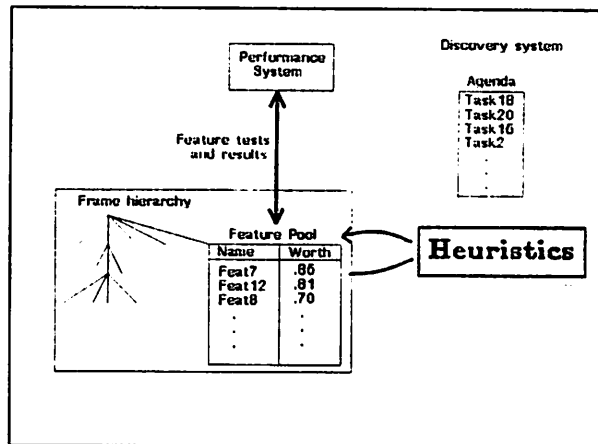 Performance
System
Discovery system
Agenda
Task18
Task20
Task16
Task2
Feature tests
and results
Frame hierarchy
Feature Pool
Name Worth
Feat7 .85
Feat12 .81
Feat8 .70
Heuristics